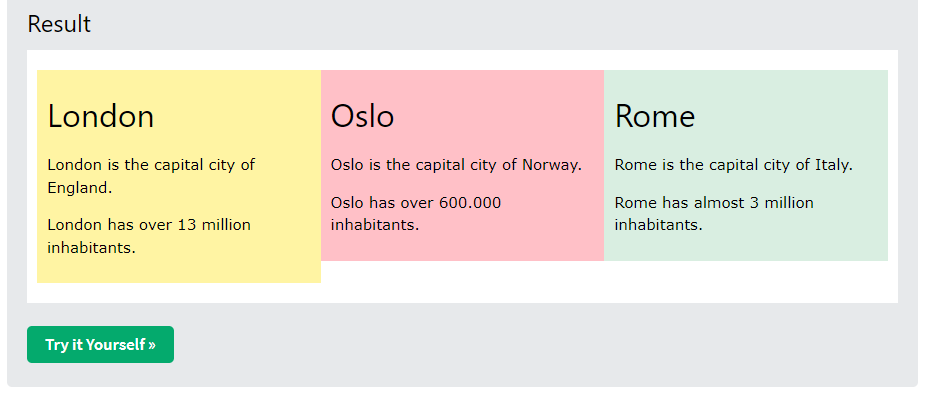 Result
London
London is the capital city of
England.
London has over 13 million
inhabitants.
Oslo
Oslo is the capital city of Norway.
Oslo has over 600.000
inhabitants.
Rome
Rome is the capital city of Italy.
Rome has almost 3 million
inhabitants.
Try it Yourself »